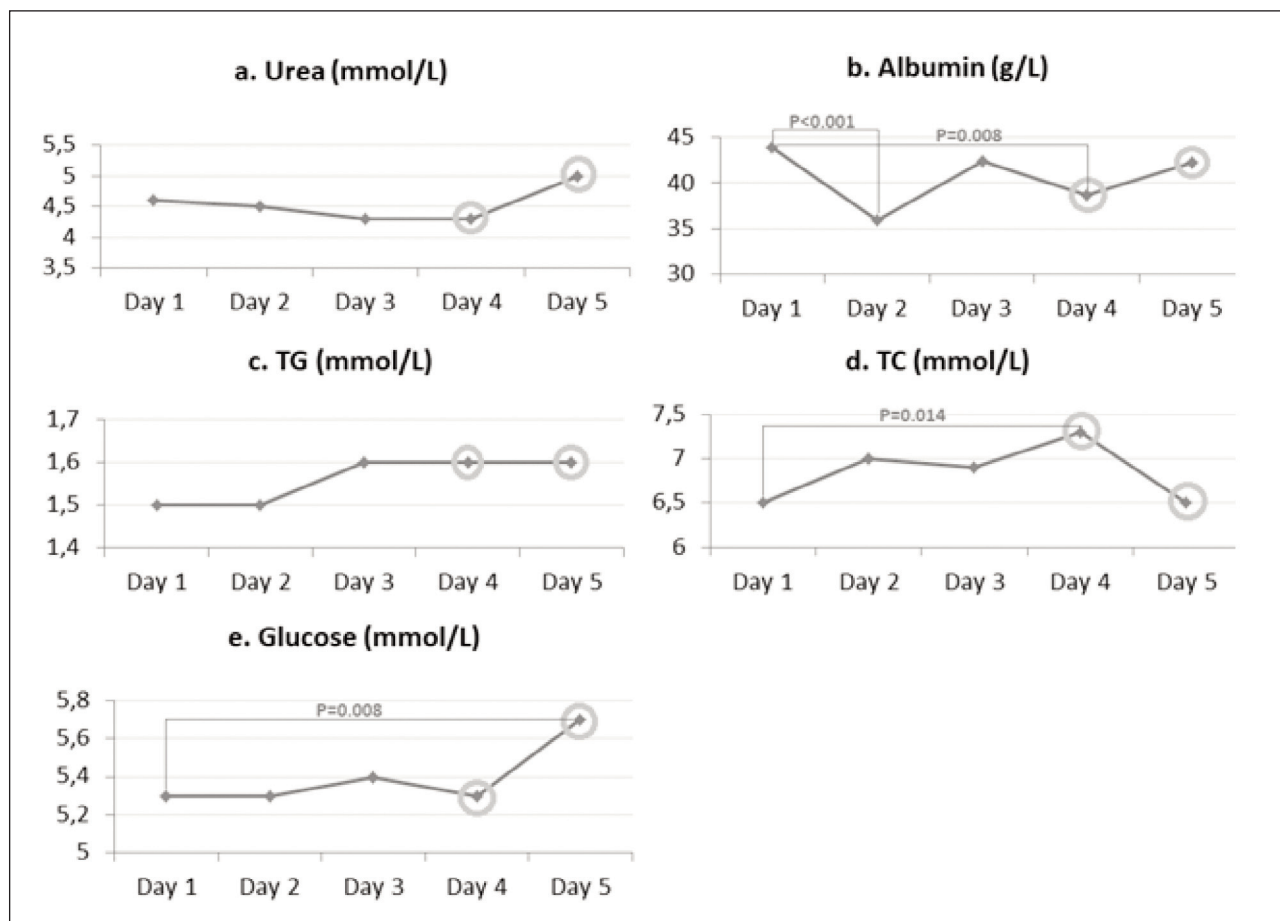 a. Urea (mmol/L)
5,5
5
4,5
4
3,5
Day 1 Day 2 Day 3 Day 4 Day 5
b. Albumin (g/L)
P<0.001
P=0.008
45
40
35
30
Day 1 Day 2 Day 3 Day 4 Day 5
c. TG (mmol/L)
1,7
1,6
1,5
1,4
Day 1 Day 2 Day 3 Day 4 Day 5
d. TC (mmol/L)
P=0.014
7,5
7
6,5
6
Day 1 Day 2 Day 3 Day 4 Day 5
e. Glucose (mmol/L)
P=0.008
5,8
5,6
5,4
5,2
5
Day 1 Day 2 Day 3 Day 4 Day 5